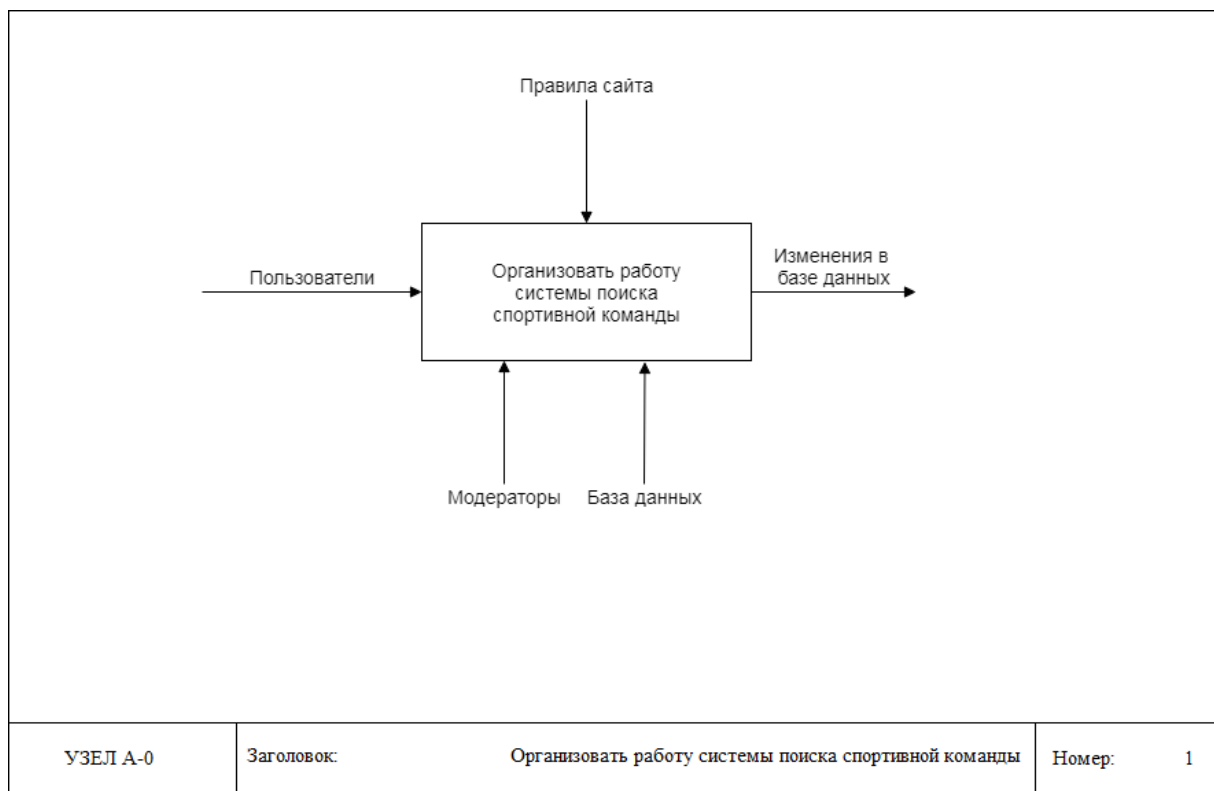 Правила сайта
Пользователи
Организовать работу
системы поиска
спортивной команды
Изменения в
базе данных
Модераторы
База данных
УЗЕЛ А-0
Заголовок:
Организовать работу системы поиска спортивной команды
Номер:
1